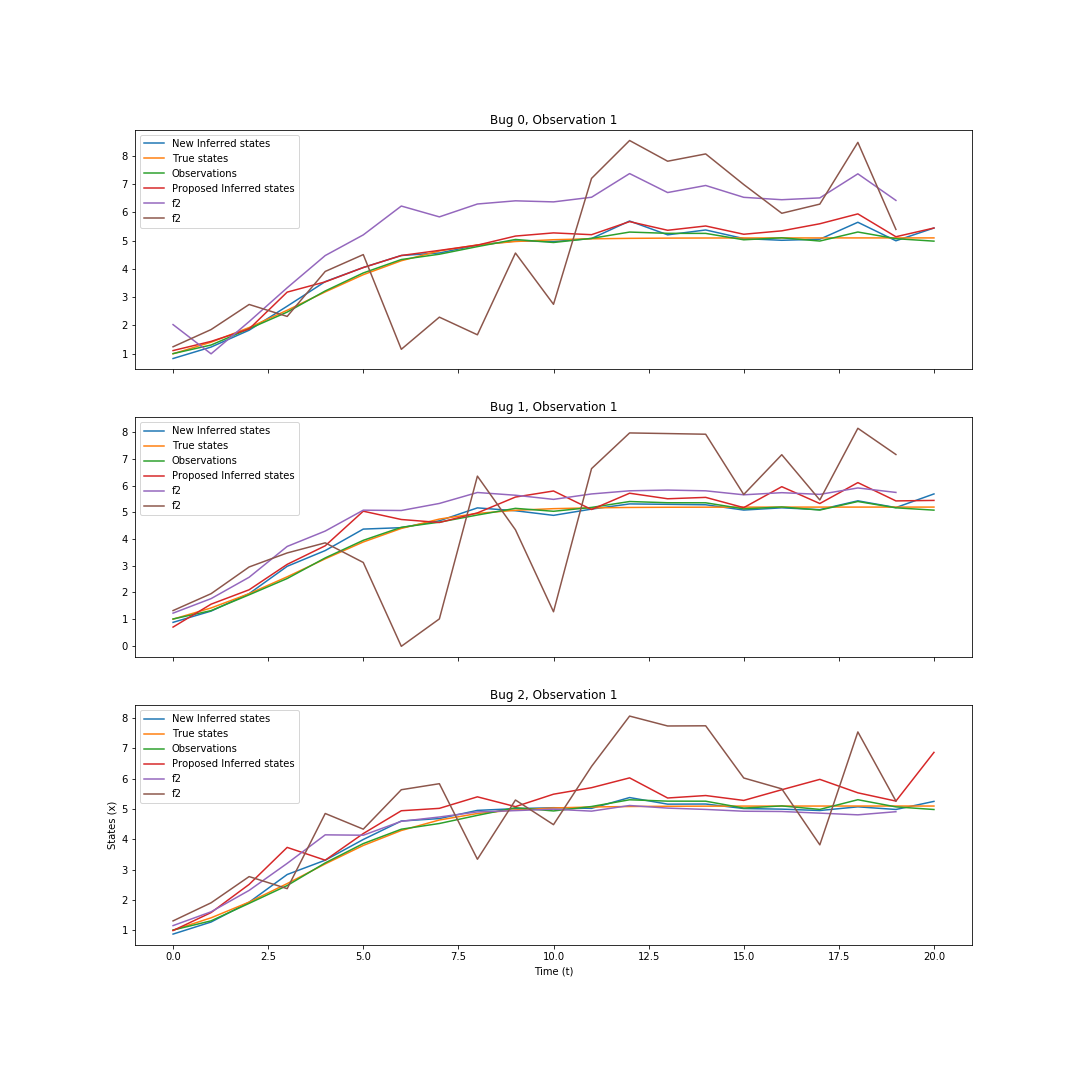 Bug 0, Observation 1
New Inferred states
True states
Observations
Proposed Inferred states
f2
f2
8
7
6
5
4
3
2
1
Bug 1, Observation 1
New Inferred states
True states
Observations
Proposed Inferred states
f2
f2
8
7
6
5
4
3
2
1
0
Bug 2, Observation 1
New Inferred states
True states
Observations
Proposed Inferred states
f2
f2
8
7
6
5
4
3
2
1
States (x)
0.0 2.5 5.0 7.5 10.0 12.5 15.0 17.5 20.0
Time (t)